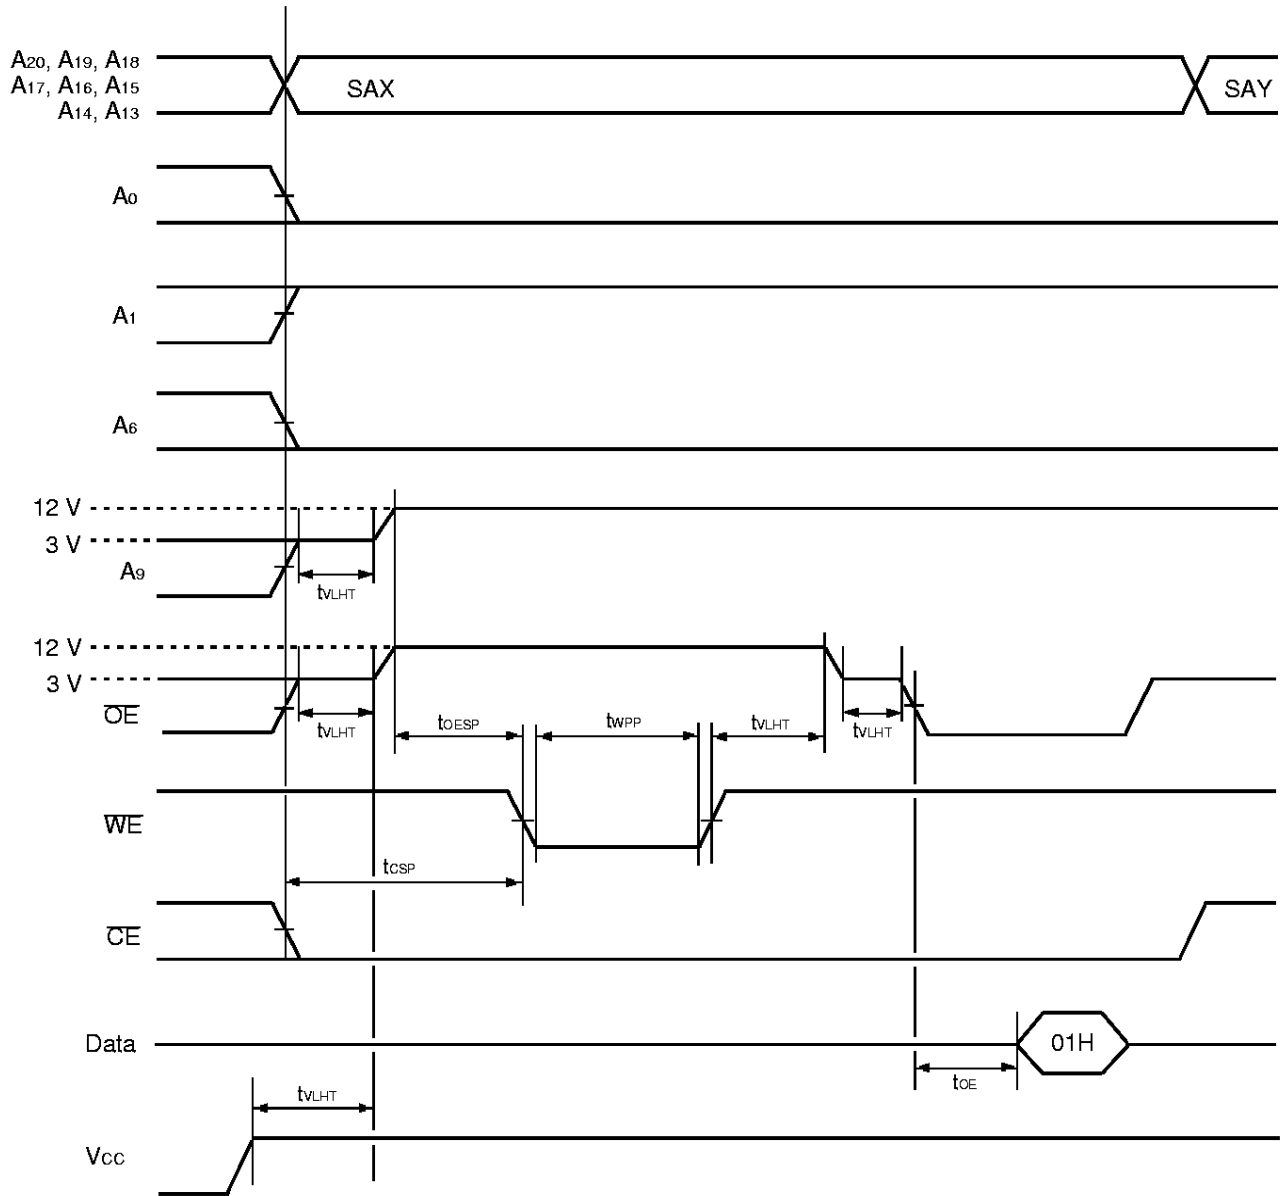 A20, A19, A18
A17, A16, A15
A14, A13
SAX
SAY
A0
A1
A6
12 V
3 V
A9
tVLHT
12 V
3 V
OE
tVLHT
tOESP
tWPP
tVLHT
tVLHT
WE
tCSP
CE
Data
01H
tOE
tVLHT
VCC